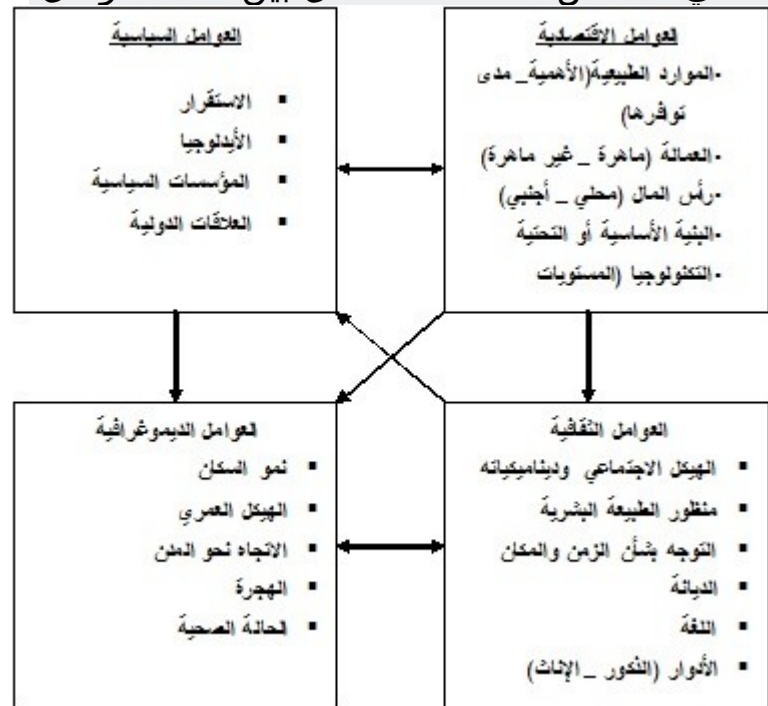 العوامل الاقتصادية
-الموارد الطبيعية(الأهمية_ مدى
توفرها)
-العمالة (ماهرة _ غير ماهرة)
-رأس المال (محلي _ أجنبي)
-البنية الأساسية أو التحتية
-التكنولوجيا (المستويات
العوامل السياسية
▪ الاستقرار
▪ الأيدلوجيا
▪ المؤسسات السياسية
▪ العلاقات الدولية
العوامل الثقافية
▪ الهيكل الاجتماعي وديناميكياته
▪ منظور الطبيعة البشرية
▪ التوجه بشأن الزمن والمكان
▪ الديانة
▪ اللغة
▪ الأدوار (الذكور _ الإناث)
العوامل الديموغرافية
▪ نمو السكان
▪ الهيكل العمري
▪ الاتجاه نحو المدن
▪ الهجرة
▪ الحالة الصحية